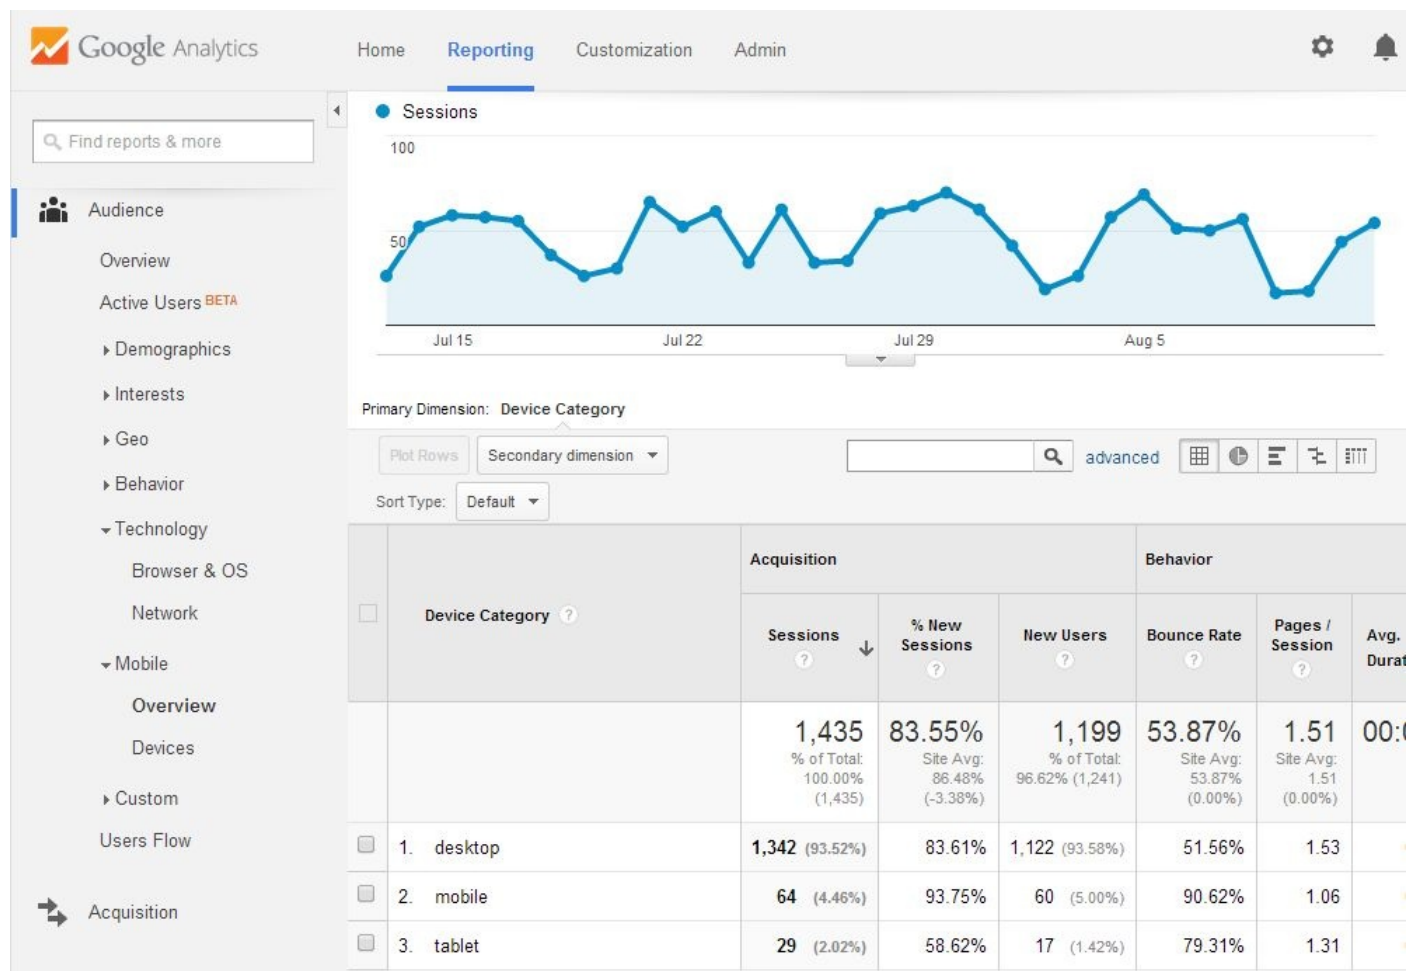 Google Analytics Home Reporting Customization Admin
Find reports & more
Audience
Overview
Active Users BETA
Demographics
Interests
Geo
Behavior
Technology
Browser & OS
Network
Mobile
Overview
Devices
Custom
Users Flow
Acquisition
Sessions
100
50
Jul 15 Jul 22 Jul 29 Aug 5
Primary Dimension: Device Category
Plot Rows Secondary dimension advanced
Sort Type: Default
Acquisition Behavior
Device Category ?
Sessions ?
% New Sessions ?
New Users ?
Bounce Rate ?
Pages / Session ?
Avg.
1,435
% of Total:
100.00%
(1,435)
83.55%
Site Avg:
86.48%
(-3.38%)
1,199
% of Total:
96.62% (1,241)
53.87%
Site Avg:
53.87%
(0.00%)
1.51
Site Avg:
1.51
(0.00%)
00:
1. desktop 1,342 (93.52%) 83.61% 1,122 (93.58%) 51.56% 1.53
2. mobile 64 (4.46%) 93.75% 60 (5.00%) 90.62% 1.06
3. tablet 29 (2.02%) 58.62% 17 (1.42%) 79.31% 1.31